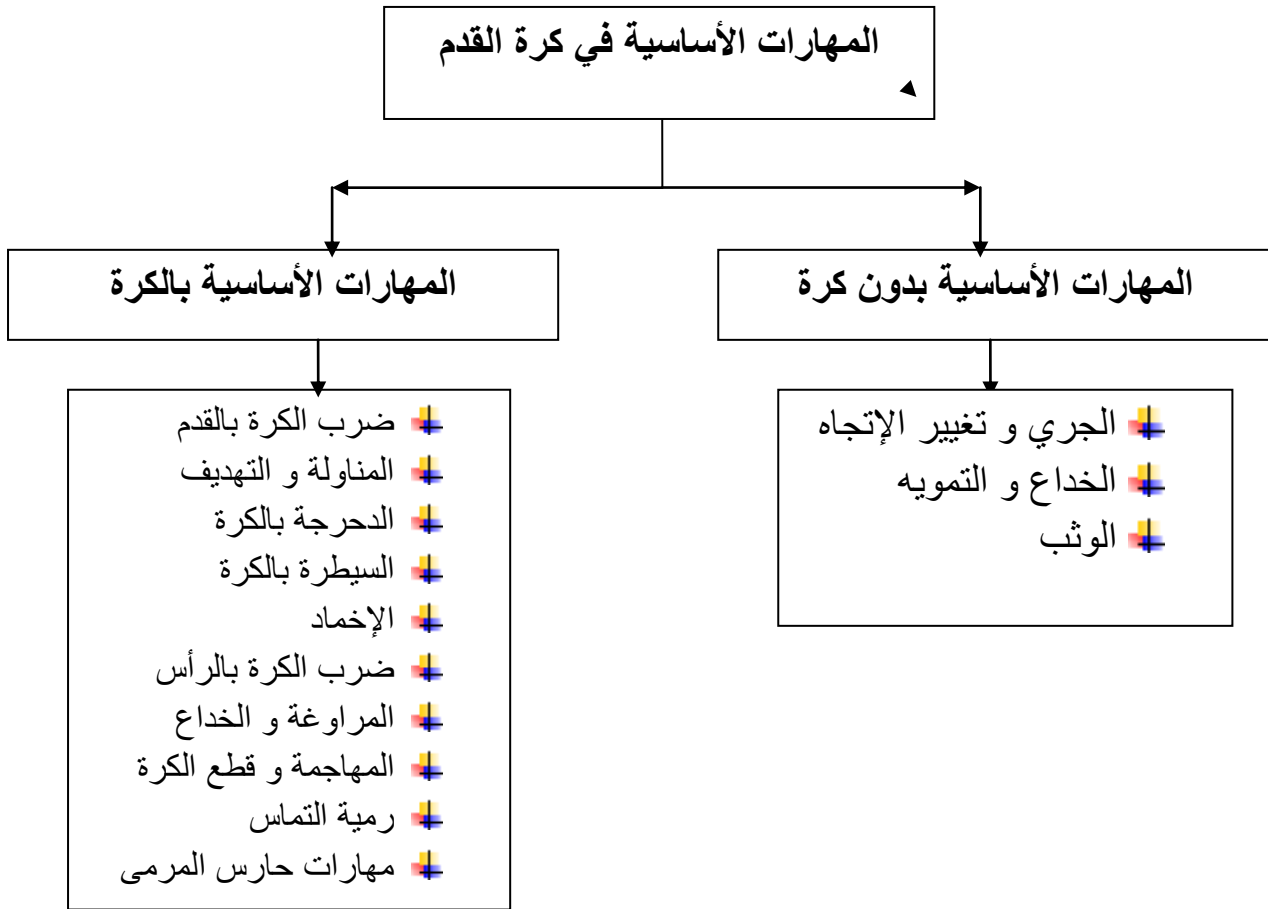 المهارات الأساسية في كرة القدم
المهارات الأساسية بدون كرة
المهارات الأساسية بالكرة
الجري و تغيير الإتجاه
الخداع و التمويه
الوثب
ضرب الكرة بالقدم
المناولة و التهديف
الدحرجة بالكرة
السيطرة بالكرة
الإخماد
ضرب الكرة بالرأس
المراوغة و الخداع
المهاجمة و قطع الكرة
رمية التماس
مهارات حارس المرمى